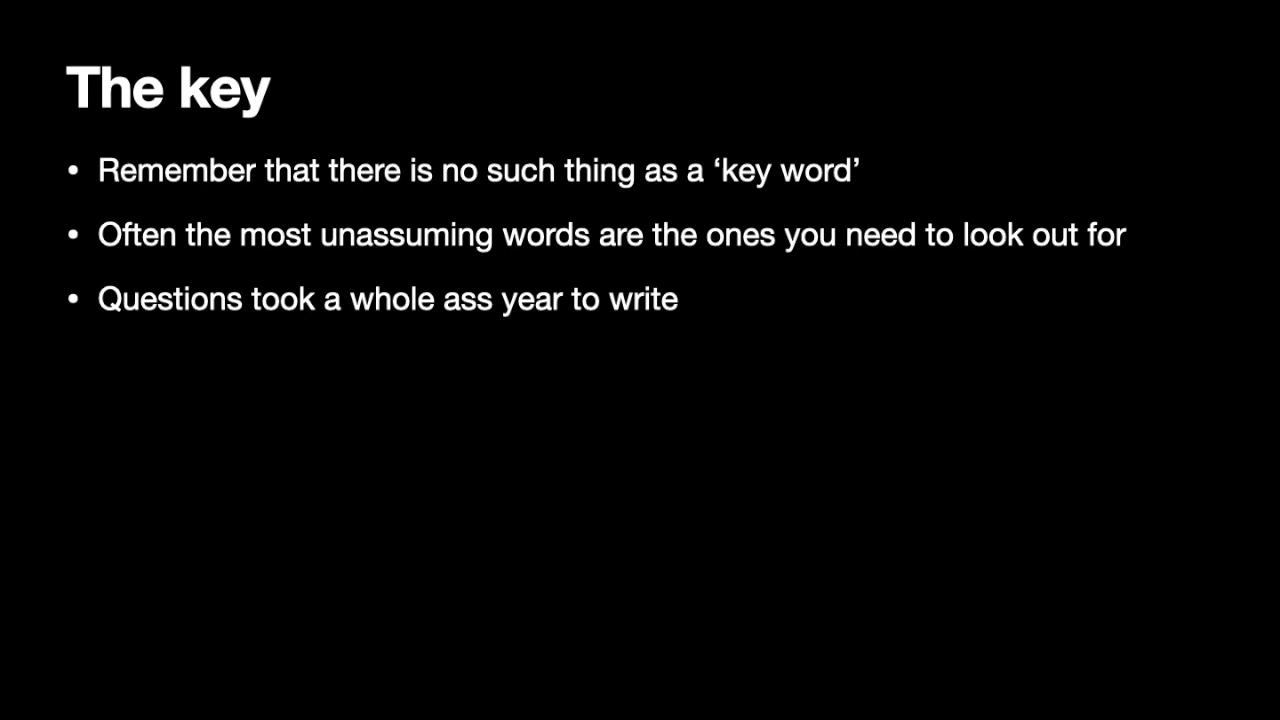 The key
• Remember that there is no such thing as a ‘key word’
• Often the most unassuming words are the ones you need to look out for
• Questions took a whole ass year to write